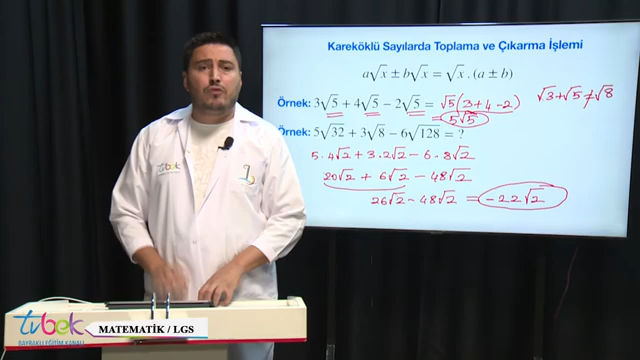 Kareköklü Sayılarda Toplama ve Çıkarma İşlemi
a√x ± b√x = √x . (a ± b)
Örnek: 3√5 + 4√5 − 2√5 = √5(3+4−2)
= 5√5
√3+√5≠√8
Örnek: 5√32 + 3√8 − 6√128 = ?
5.4√2+3.2√2−6.8√2
20√2 + 6√2 − 48√2
26√2−48√2 = −22√2
tvbek
tvbek
BAYRAKLI EĞİTİM KANALI
MATEMATİK / LGS